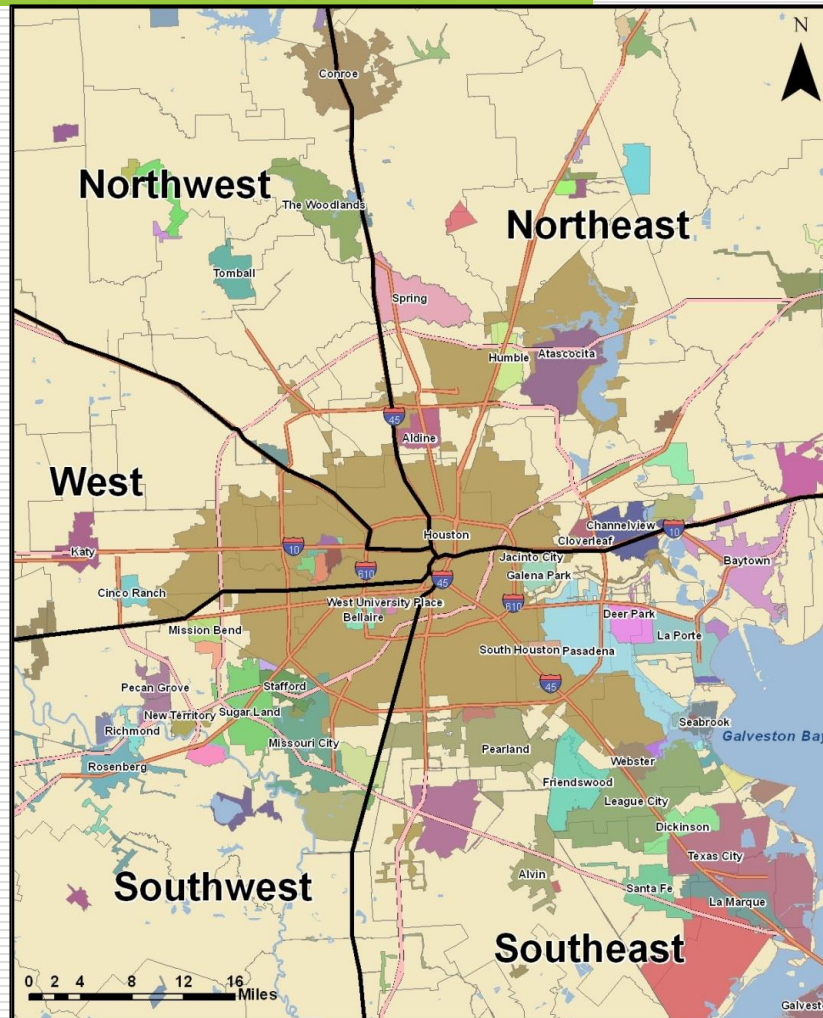 N
Conroe
Northwest
The Woodlands
Northeast
Tomball
Spring
Humble
Atascocita
45
Aldine
West
Houston
Channelview
10
Katy
10
Cloverleaf
Jacinto City
610
Baytown
Galena Park
45
Cinco Ranch
West University Place
610
Deer Park
Bellaire
Mission Bend
La Porte
South Houston
Pasadena
45
Pecan Grove
Stafford
New Territory
Sugar Land
Seabrook
Richmond
Missouri City
Galveston Bay
Pearland
Webster
Rosenberg
Friendswood
League City
Dickinson
Texas City
Alvin
Santa Fe
Southwest
La Marque
Southeast
0 2 4 8 12 16
Miles
Galvest